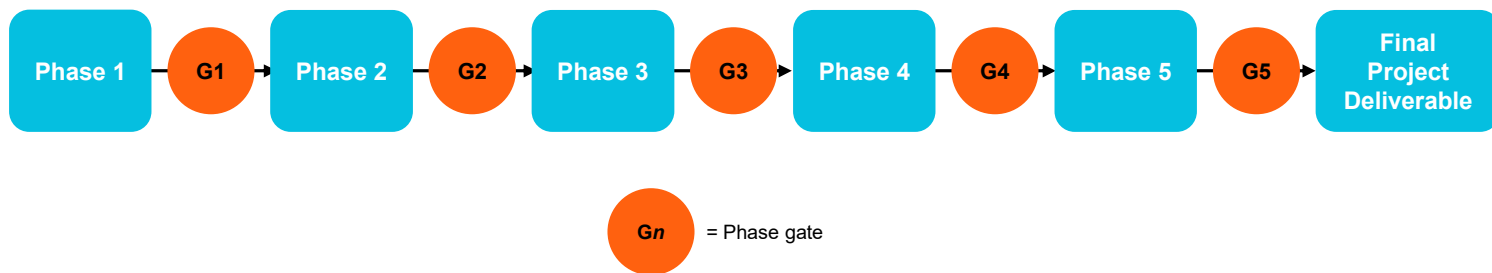 Phase 1
G1
Phase 2
G2
Phase 3
G3
Phase 4
G4
Phase 5
G5
Final
Project
Deliverable
Gn
= Phase gate